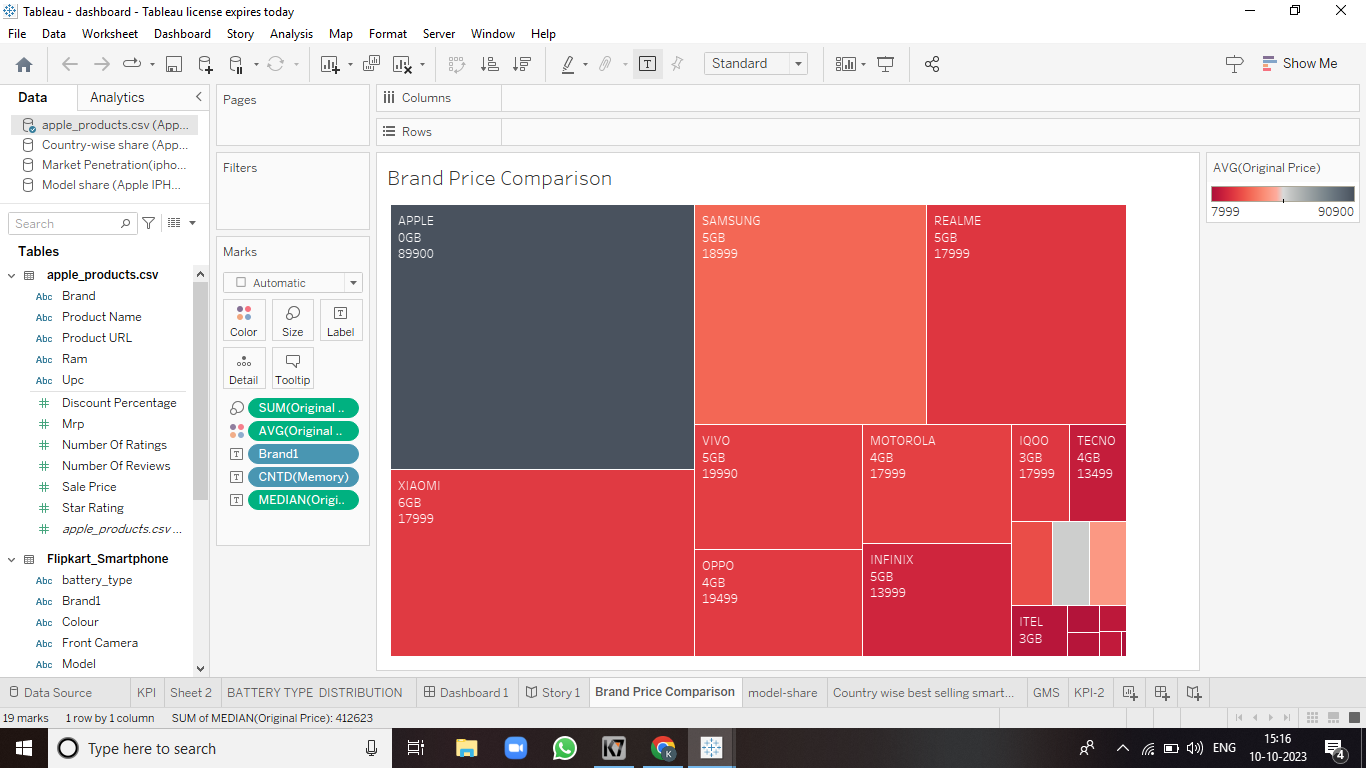 Tableau - dashboard - Tableau license expires today
File Data Worksheet Dashboard Story Analysis Map Format Server Window Help
Standard
Show Me
Data Analytics
apple_products.csv (App...
Country-wise share (App...
Market Penetration(ipho...
Model share (Apple IPH...
Search
Tables
apple_products.csv
Abc Brand
Abc Product Name
Abc Product URL
Abc Ram
Abc Upc
# Discount Percentage
# Mrp
# Number Of Ratings
# Number Of Reviews
# Sale Price
# Star Rating
# apple_products.csv ...
Flipkart_Smartphone
Abc battery_type
Abc Brand1
Abc Colour
Abc Front Camera
Abc Model
Pages
Filters
Marks
Automatic
Color Size T Label
Detail Tooltip
SUM(Original ..
AVG(Original ..
T Brand1
T CNTD(Memory)
T MEDIAN(Origi..
Columns
Rows
Brand Price Comparison
APPLE
0GB
89900
SAMSUNG
5GB
18999
REALME
5GB
17999
XIAOMI
6GB
17999
VIVO
5GB
19990
MOTOROLA
4GB
17999
IQOO
3GB
17999
TECNO
4GB
13499
OPPO
4GB
19499
INFINIX
5GB
13999
ITEL
3GB
AVG(Original Price)
7999 90900
Data Source KPI Sheet 2 BATTERY TYPE DISTRIBUTION Dashboard 1 Story 1 Brand Price Comparison model-share Country wise best selling smart... GMS KPI-2
19 marks 1 row by 1 column SUM of MEDIAN(Original Price): 412623
Type here to search
K
ENG
15:16
10-10-2023
4